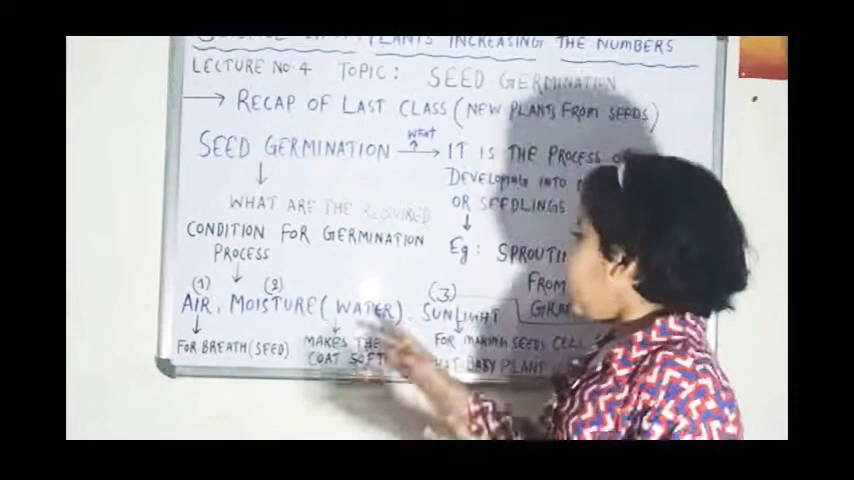 PLANTS INCREASING THE NUMBERS
LECTURE NO. 4 TOPIC: SEED GERMINATION
→ RECAP OF LAST CLASS (NEW PLANTS FROM SEEDS)
SEED GERMINATION → IT IS THE PROCESS
DEVELOPING INTO
OR SEEDLINGS
WHAT ARE THE REQUIRED
CONDITION FOR GERMINATION
PROCESS
Eg: SPROUTIN
FROM
GRA
(1) (2) (3)
AIR, MOISTURE (WATER). SUNLIGHT
FOR BREATH (SEED)
MAKES THE
COAT SOFT
FOR MAKING SEEDS
BABY PLANT